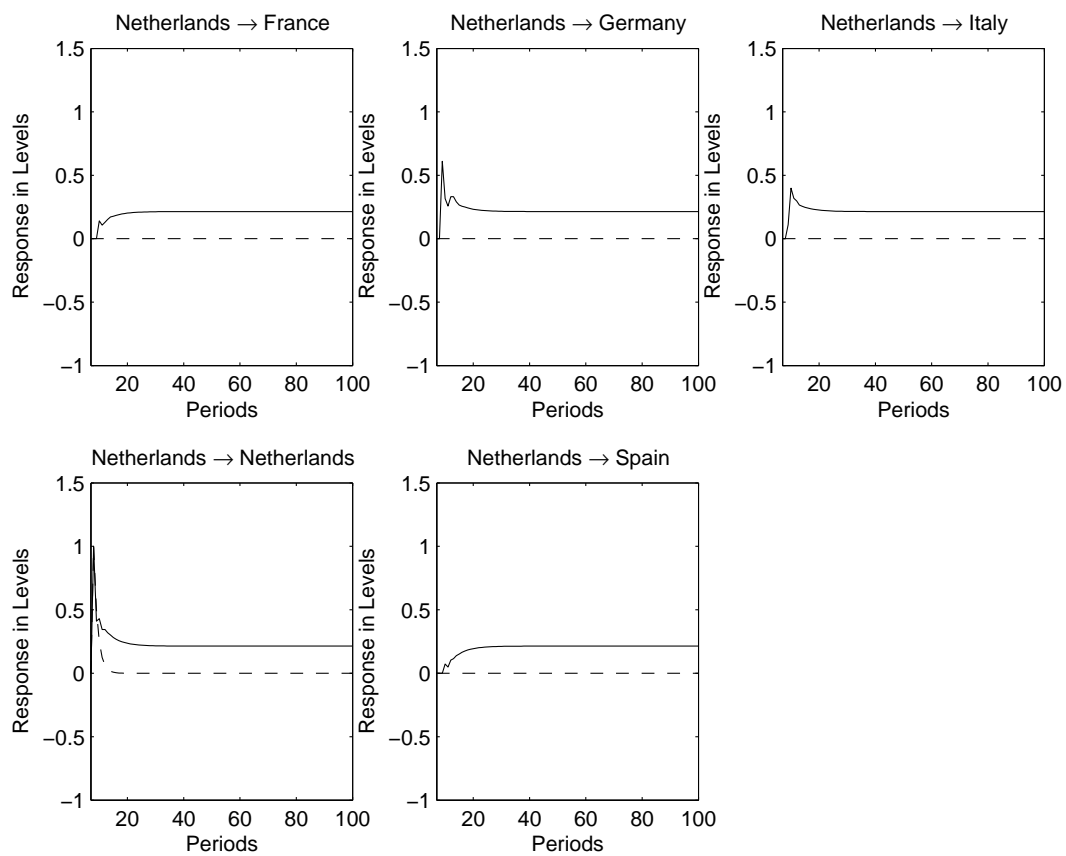 Netherlands → France
1.5
1
0.5
0
−0.5
−1
Response in Levels
20 40 60 80 100
Periods
Netherlands → Germany
1.5
1
0.5
0
−0.5
−1
Response in Levels
20 40 60 80 100
Periods
Netherlands → Italy
1.5
1
0.5
0
−0.5
−1
Response in Levels
20 40 60 80 100
Periods
Netherlands → Netherlands
1.5
1
0.5
0
−0.5
−1
Response in Levels
20 40 60 80 100
Periods
Netherlands → Spain
1.5
1
0.5
0
−0.5
−1
Response in Levels
20 40 60 80 100
Periods